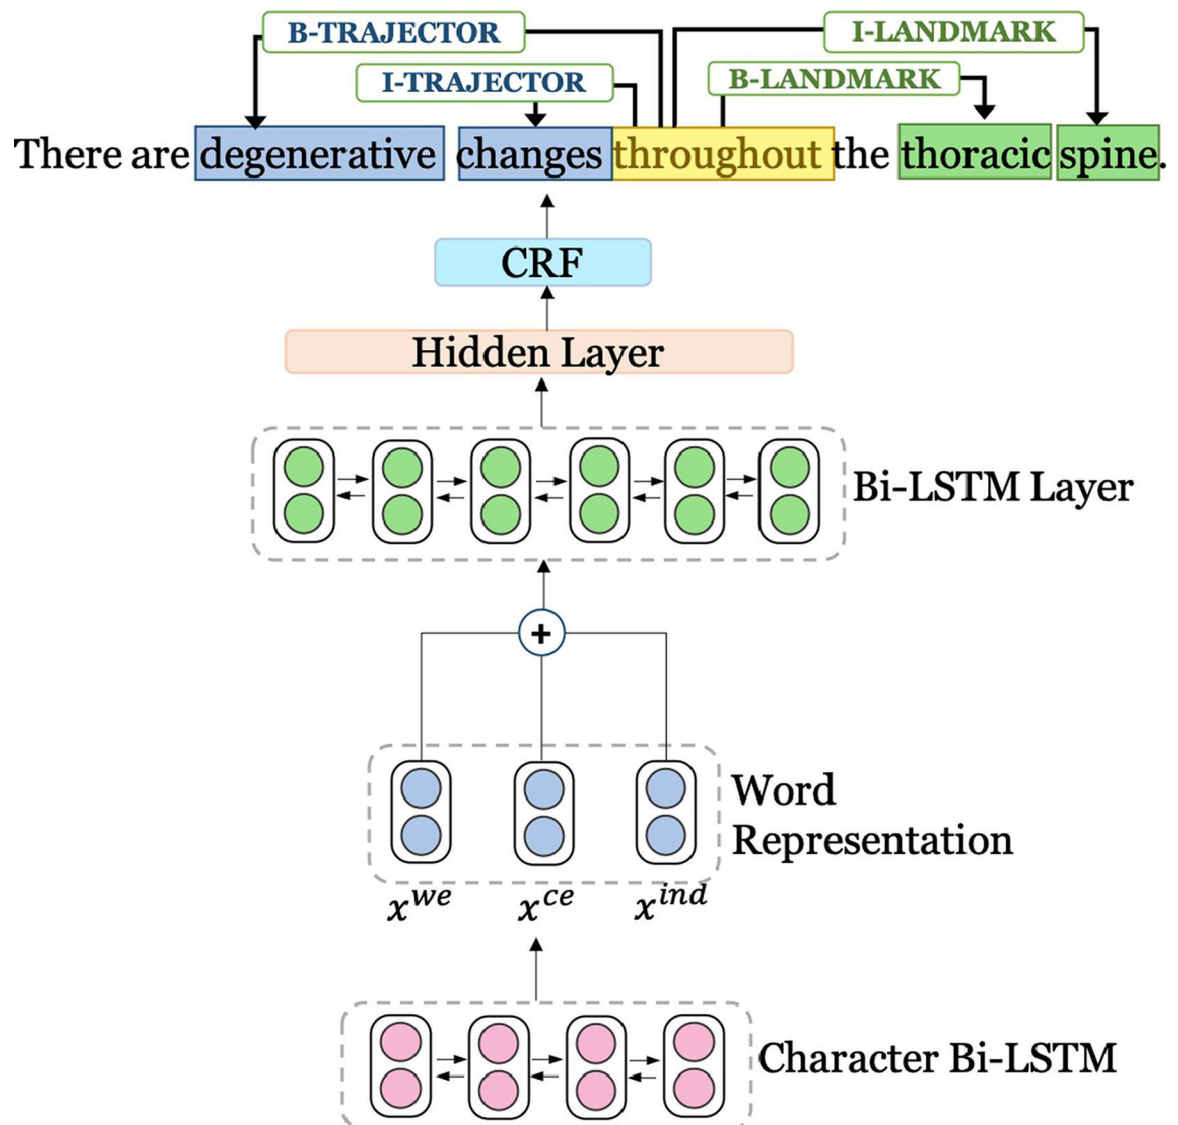 B-TRAJECTOR I-LANDMARK
I-TRAJECTOR B-LANDMARK
There are degenerative changes throughout the thoracic spine.
CRF
Hidden Layer
Bi-LSTM Layer
+
Word
Representation
x^we x^ce x^ind
Character Bi-LSTM